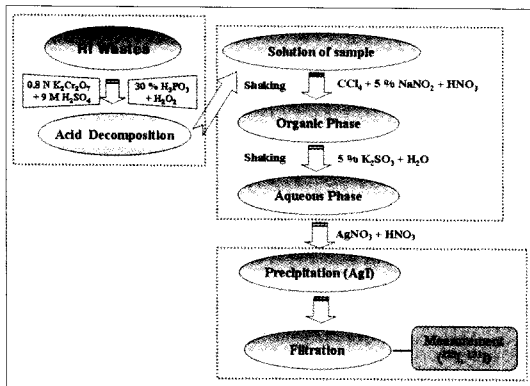 RI Wastes
0.8 N K₂Cr₂O₇
+ 9 M H₂SO₄
30 % H₃PO₃
+ H₂O₂
Acid Decomposition
Solution of sample
Shaking
CCl₄ + 5 % NaNO₂ + HNO₃
Organic Phase
Shaking
5 % K₂SO₃ + H₂O
Aqueous Phase
AgNO₃ + HNO₃
Precipitation (AgI)
Filtration
Measurement